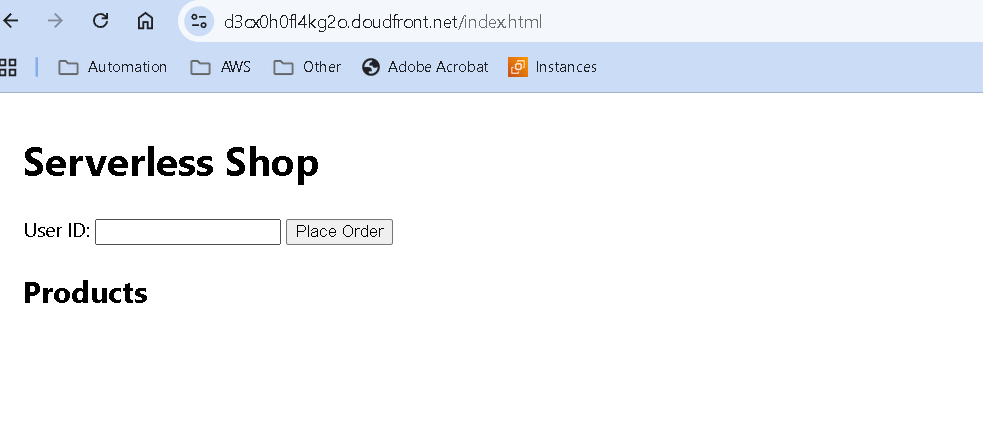 d3cx0h0fl4kg2o.cloudfront.net/index.html
Automation AWS Other Adobe Acrobat Instances
Serverless Shop
User ID: Place Order
Products